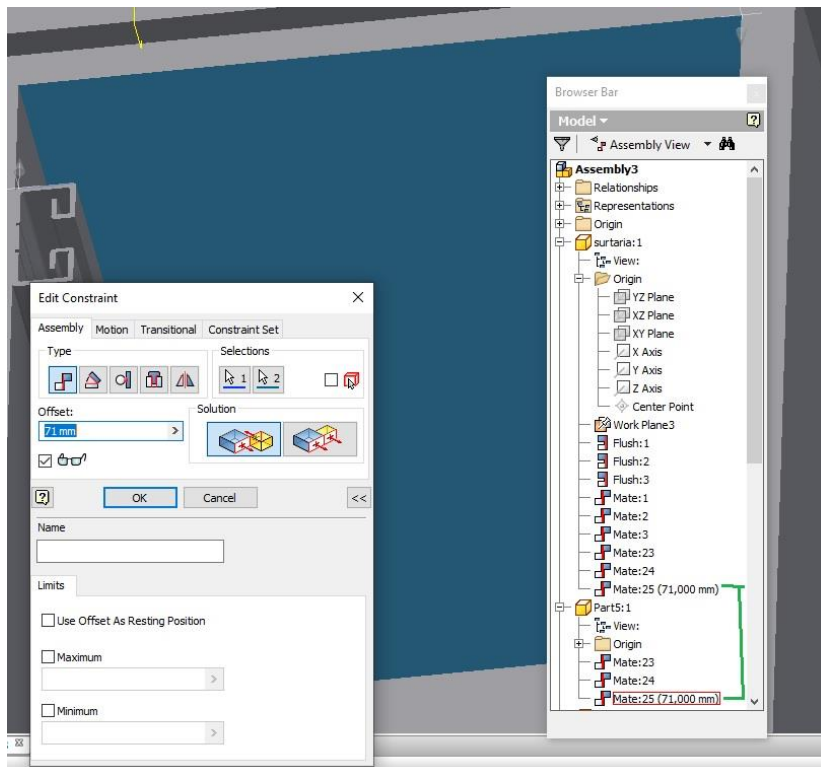 Browser Bar
Model
Assembly View
Assembly3
Relationships
Representations
Origin
surtaria:1
View:
Origin
YZ Plane
XZ Plane
XY Plane
X Axis
Y Axis
Z Axis
Center Point
Work Plane3
Flush:1
Flush:2
Flush:3
Mate:1
Mate:2
Mate:3
Mate:23
Mate:24
Mate:25 (71,000 mm)
Part5:1
View:
Origin
Mate:23
Mate:24
Mate:25 (71,000 mm)
Edit Constraint
Assembly Motion Transitional Constraint Set
Type
Selections
1 2
Offset:
Solution
71 mm
OK Cancel <<
Name
Limits
Use Offset As Resting Position
Maximum
Minimum